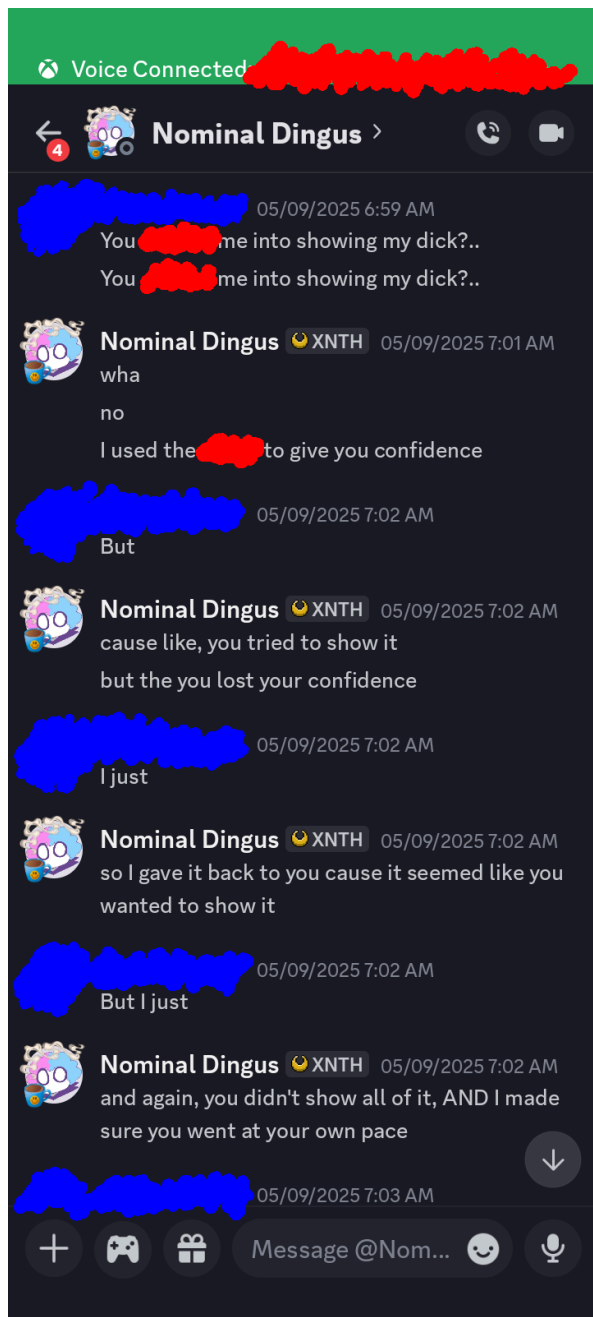 Voice Connected
4
Nominal Dingus
05/09/2025 6:59 AM
You me into showing my dick?..
You me into showing my dick?..
Nominal Dingus XNTH 05/09/2025 7:01 AM
wha
no
I used the to give you confidence
05/09/2025 7:02 AM
But
Nominal Dingus XNTH 05/09/2025 7:02 AM
cause like, you tried to show it
but the you lost your confidence
05/09/2025 7:02 AM
I just
Nominal Dingus XNTH 05/09/2025 7:02 AM
so I gave it back to you cause it seemed like you
wanted to show it
05/09/2025 7:02 AM
But I just
Nominal Dingus XNTH 05/09/2025 7:02 AM
and again, you didn't show all of it, AND I made
sure you went at your own pace
05/09/2025 7:03 AM
Message @Nom...